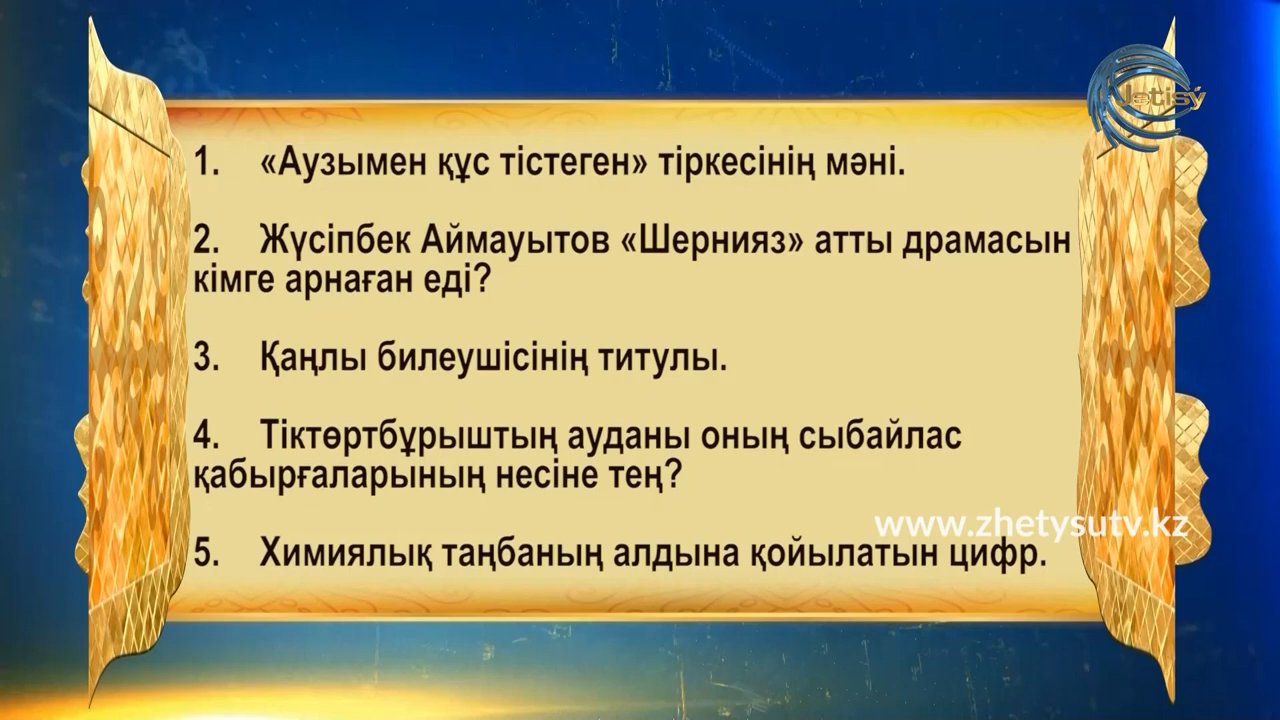 Jetisý
1. «Аузымен құс тістеген» тіркесінің мәні.
2. Жүсіпбек Аймауытов «Шернияз» атты драмасын
кімге арнаған еді?
3. Қаңлы билеушісінің титулы.
4. Тіктөртбұрыштың ауданы оның сыбайлас
қабырғаларының несіне тең?
www.zhetysutv.kz
5. Химиялық таңбаның алдына қойылатын цифр.